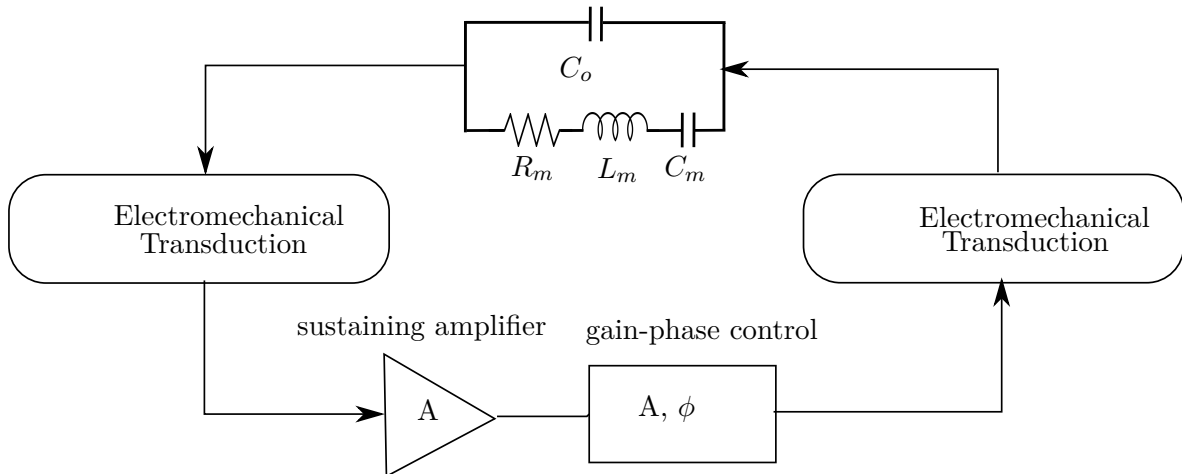 C_o
R_m L_m C_m
Electromechanical
Transduction
Electromechanical
Transduction
sustaining amplifier
gain-phase control
A
A, ϕ